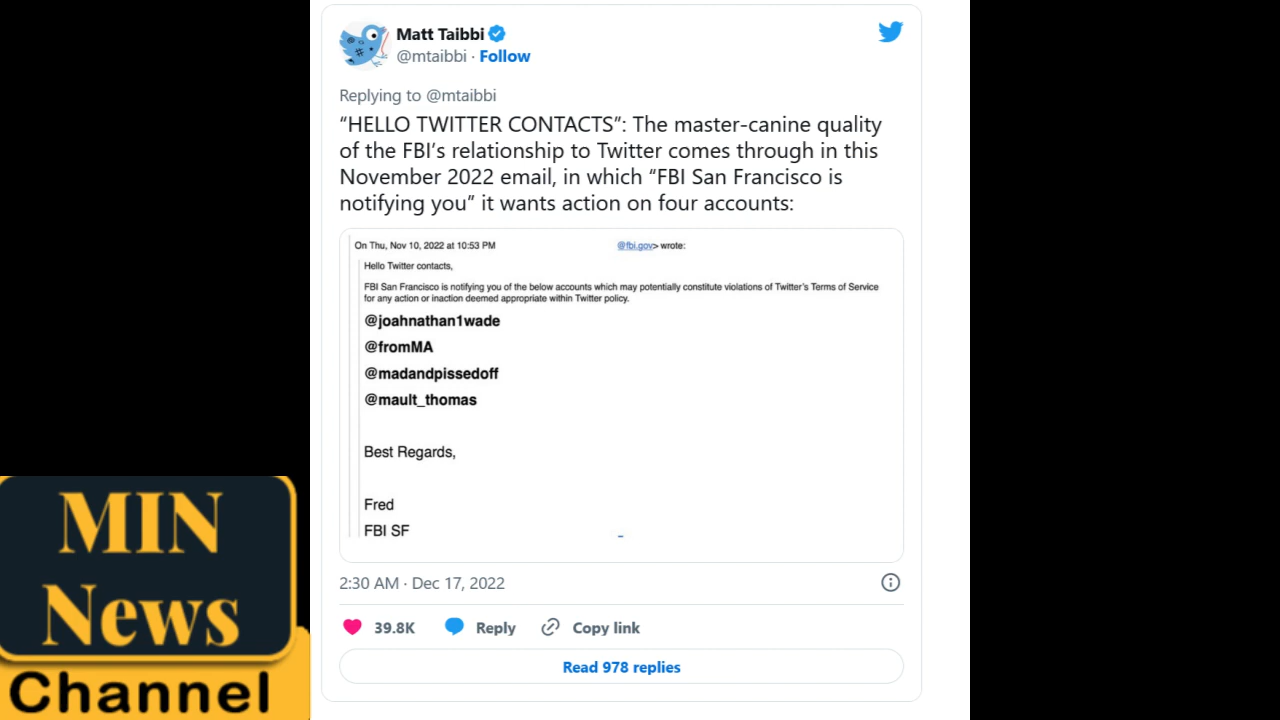 Matt Taibbi
@mtaibbi · Follow
Replying to @mtaibbi
“HELLO TWITTER CONTACTS”: The master-canine quality
of the FBI’s relationship to Twitter comes through in this
November 2022 email, in which “FBI San Francisco is
notifying you” it wants action on four accounts:
On Thu, Nov 10, 2022 at 10:53 PM @fbi.gov> wrote:
Hello Twitter contacts,
FBI San Francisco is notifying you of the below accounts which may potentially constitute violations of Twitter's Terms of Service
for any action or inaction deemed appropriate within Twitter policy.
@joahnathan1wade
@fromMA
@madandpissedoff
@mault_thomas
Best Regards,
Fred
FBI SF
2:30 AM · Dec 17, 2022
39.8K Reply Copy link
Read 978 replies
MIN
News
Channel